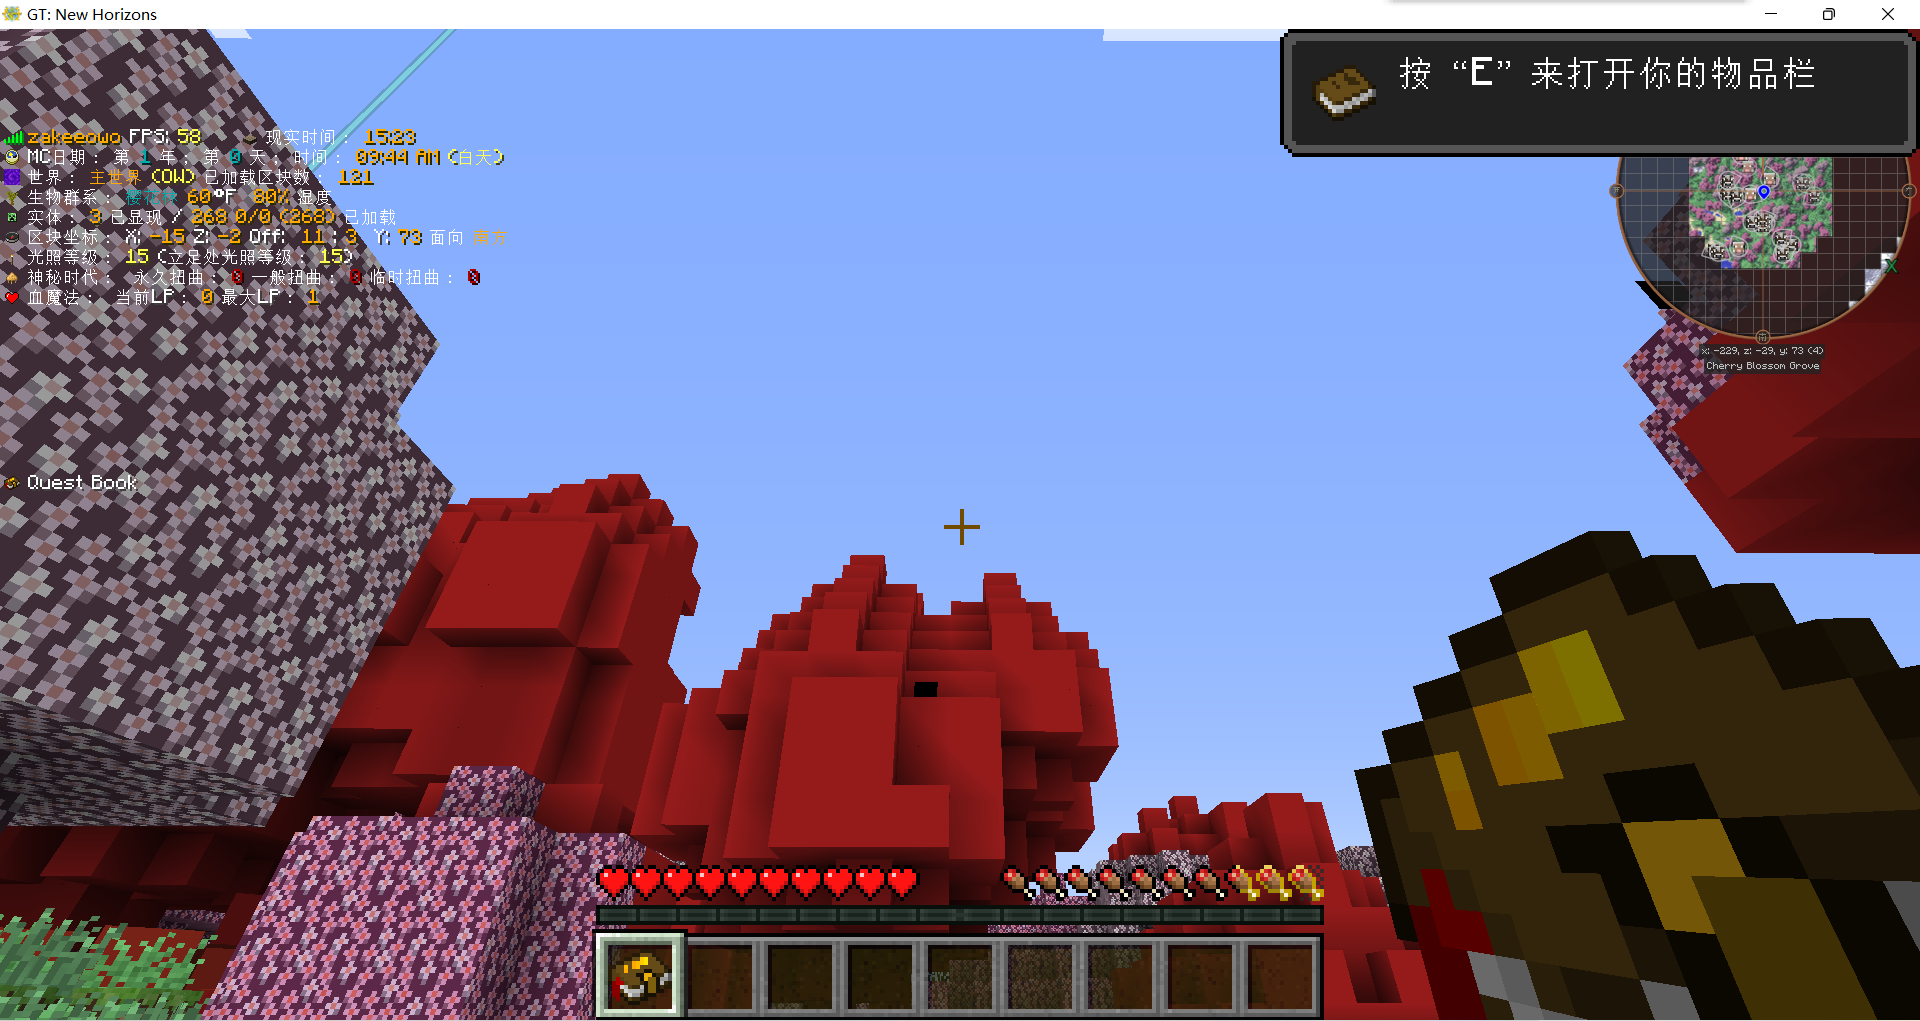 GT: New Horizons
按 “E” 来打开你的物品栏
zakeeowo FPS: 58 现实时间： 15:23
MC日期： 第 1 年； 第 0 天； 时间： 09:44 AM (白天)
世界： 主世界 (OW) 已加载区块数： 121
生物群系： 樱花林 60°F 80% 湿度
实体： 3 已显现 / 268 0/0 (268) 已加载
区块坐标： X: -15 Z: -2 Off: 11 : 3 Y: 73 面向
光照等级： 15 (立足处光照等级： 15)
神秘时代： 永久扭曲： 0 一般扭曲： 0 临时扭曲： 0
血魔法： 当前LP： 0 最大LP： 1
x: -229, z: -29, y: 73 (4)
Cherry Blossom Grove
Quest Book